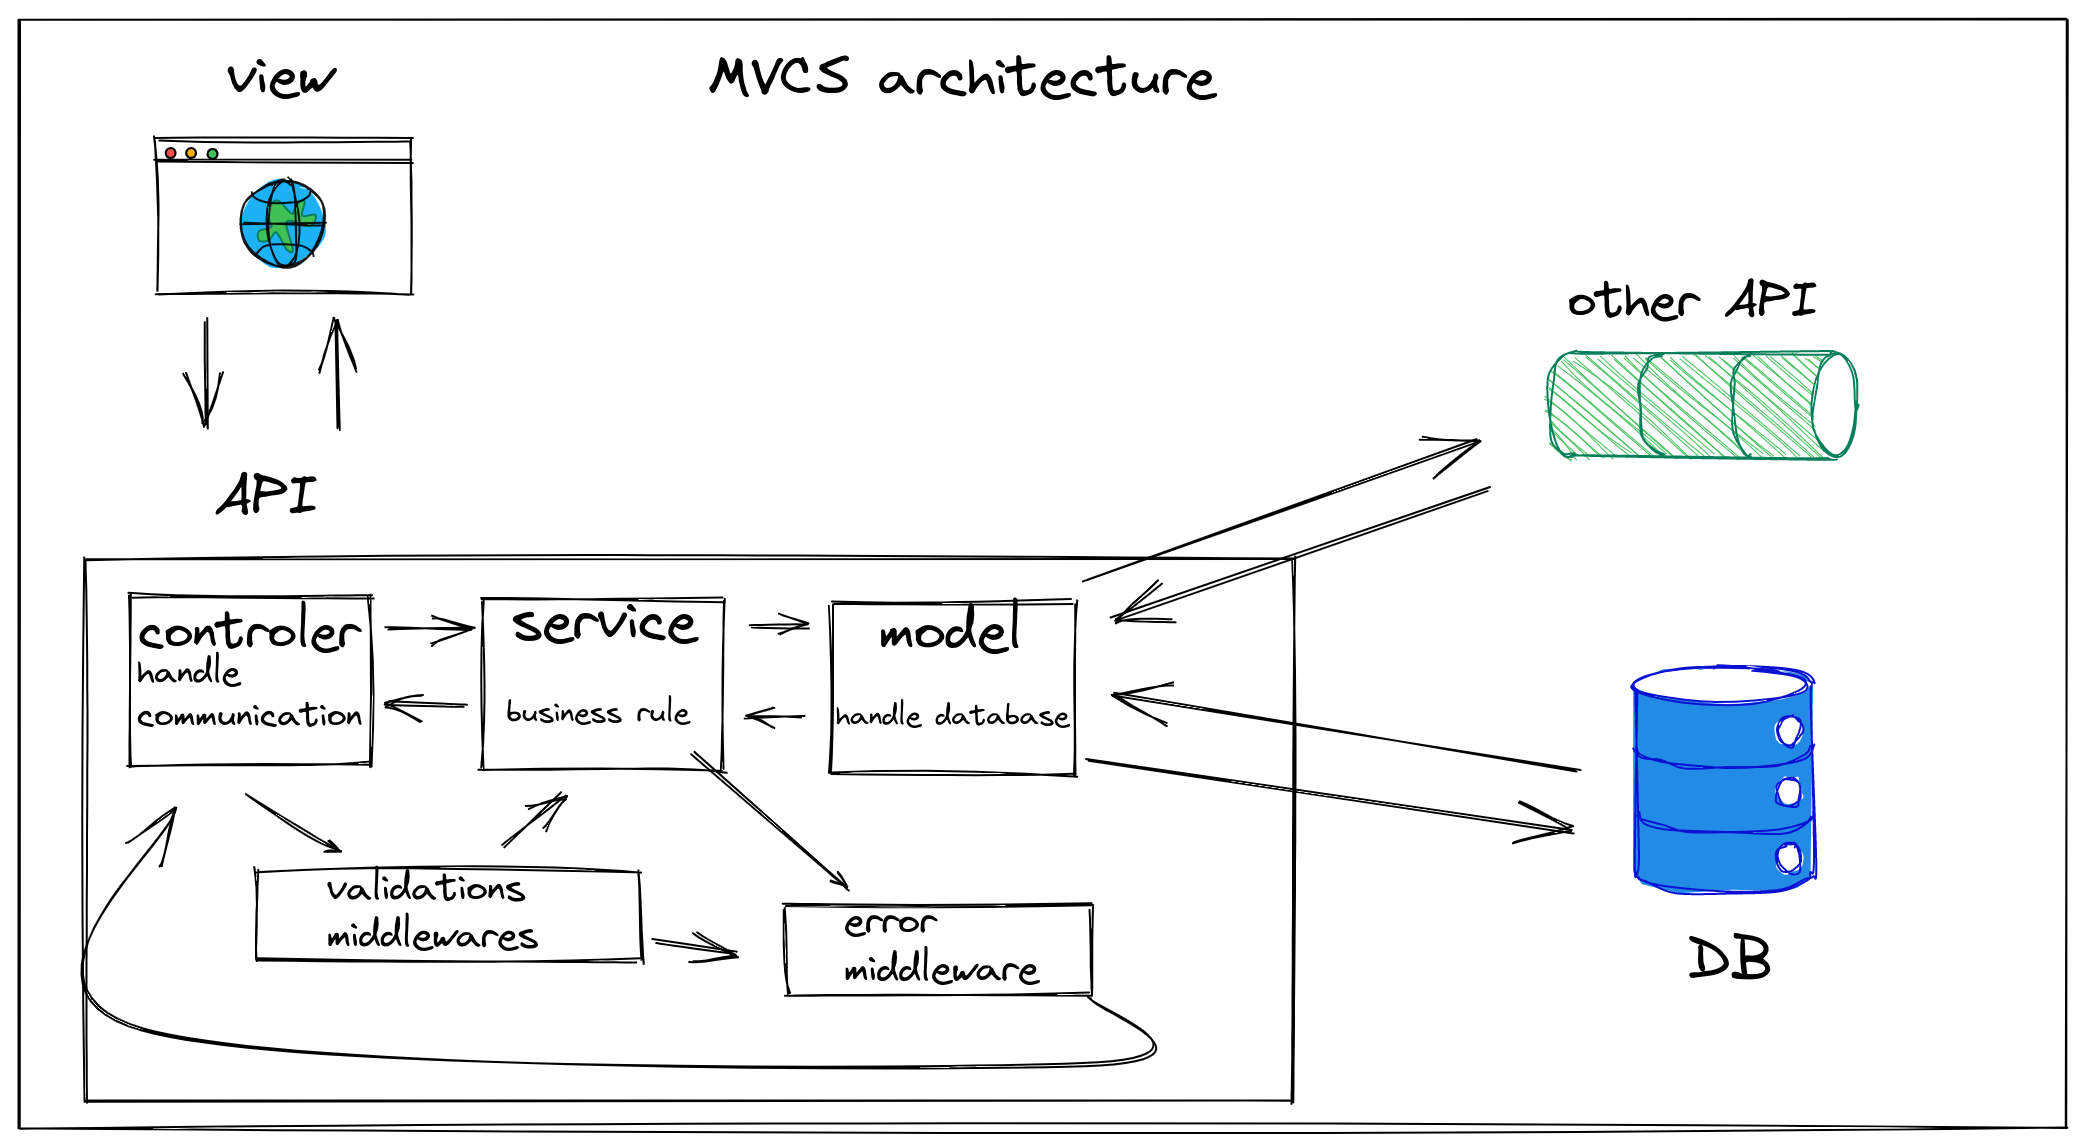 view
MVCS architecture
other API
API
controler
handle
communication
service
business rule
model
handle database
validations
middlewares
error
middleware
DB